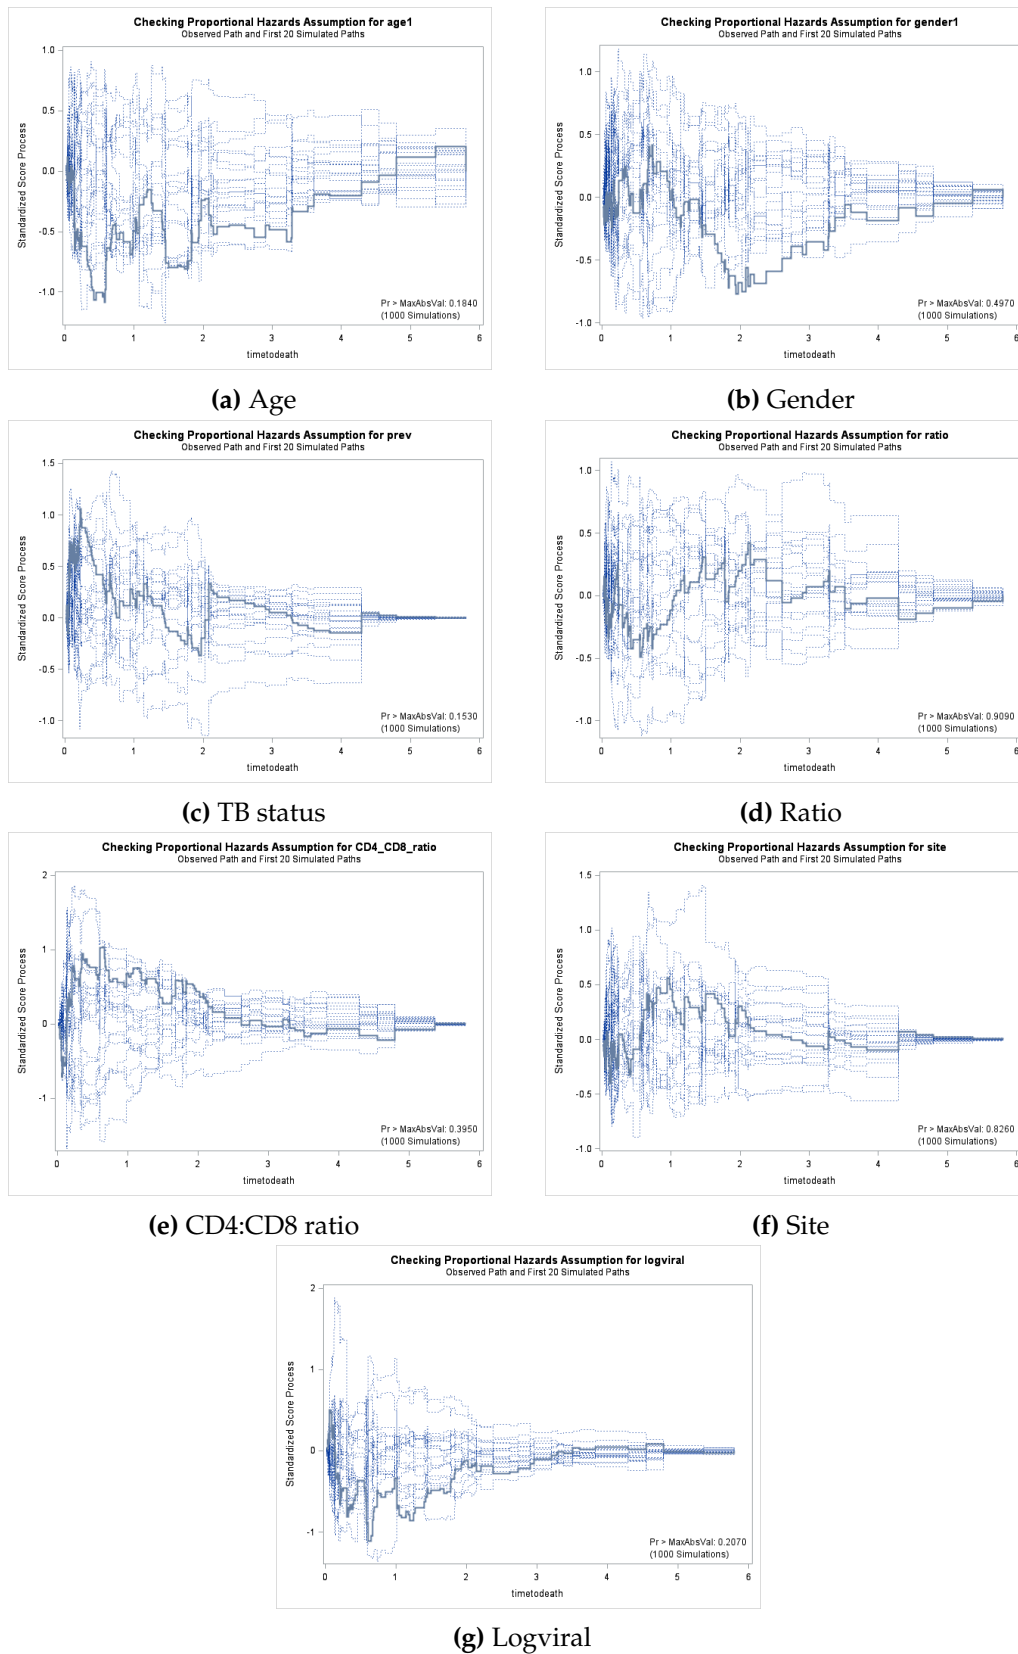 Checking Proportional Hazards Assumption for age1
Observed Path and First 20 Simulated Paths
Standardized Score Process
1.0
0.5
0.0
-0.5
-1.0
Pr > MaxAbsVal: 0.1840
(1000 Simulations)
0 1 2 3 4 5 6
timetodeath
(a) Age
Checking Proportional Hazards Assumption for gender1
Observed Path and First 20 Simulated Paths
Standardized Score Process
1.0
0.5
0.0
-0.5
-1.0
Pr > MaxAbsVal: 0.4970
(1000 Simulations)
0 1 2 3 4 5 6
timetodeath
(b) Gender
Checking Proportional Hazards Assumption for prev
Observed Path and First 20 Simulated Paths
Standardized Score Process
1.5
1.0
0.5
0.0
-0.5
-1.0
Pr > MaxAbsVal: 0.1530
(1000 Simulations)
0 1 2 3 4 5 6
timetodeath
(c) TB status
Checking Proportional Hazards Assumption for ratio
Observed Path and First 20 Simulated Paths
Standardized Score Process
1.0
0.5
0.0
-0.5
-1.0
Pr > MaxAbsVal: 0.9090
(1000 Simulations)
0 1 2 3 4 5 6
timetodeath
(d) Ratio
Checking Proportional Hazards Assumption for CD4_CD8_ratio
Observed Path and First 20 Simulated Paths
Standardized Score Process
2
1
0
-1
Pr > MaxAbsVal: 0.3950
(1000 Simulations)
0 1 2 3 4 5 6
timetodeath
(e) CD4:CD8 ratio
Checking Proportional Hazards Assumption for site
Observed Path and First 20 Simulated Paths
Standardized Score Process
1.5
1.0
0.5
0.0
-0.5
-1.0
Pr > MaxAbsVal: 0.8260
(1000 Simulations)
0 1 2 3 4 5 6
timetodeath
(f) Site
Checking Proportional Hazards Assumption for logviral
Observed Path and First 20 Simulated Paths
Standardized Score Process
2
1
0
-1
Pr > MaxAbsVal: 0.2070
(1000 Simulations)
0 1 2 3 4 5 6
timetodeath
(g) Logviral